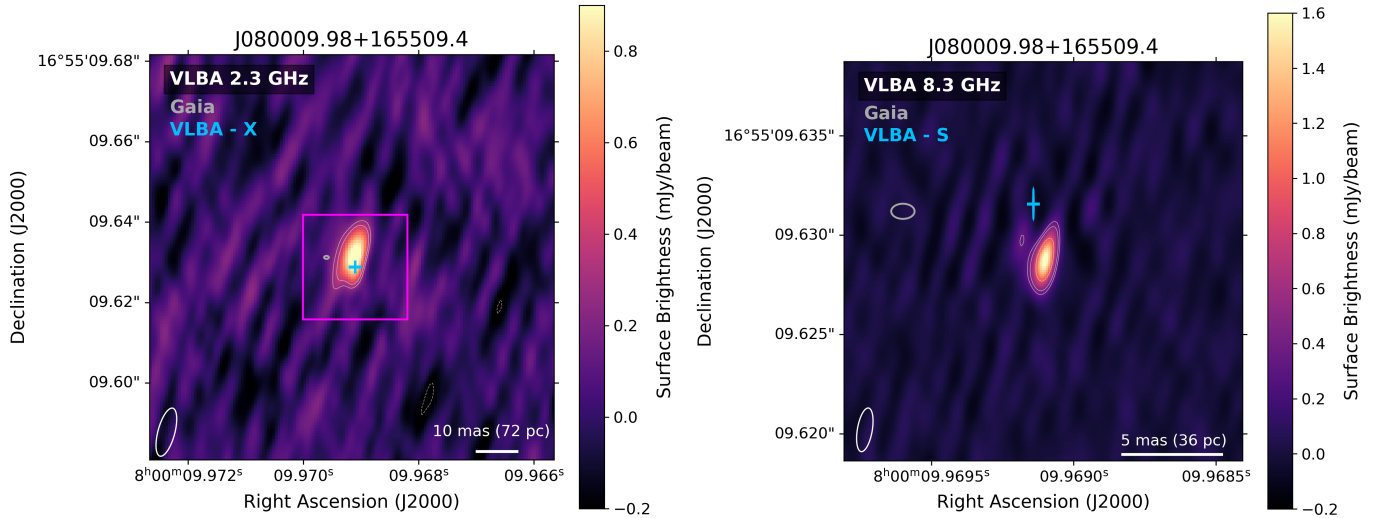 J080009.98+165509.4
VLBA 2.3 GHz
Gaia
VLBA - X
16°55'09.68"
09.66"
09.64"
09.62"
09.60"
Declination (J2000)
10 mas (72 pc)
8ʰ00ᵐ09.972ˢ
09.970ˢ
09.968ˢ
09.966ˢ
Right Ascension (J2000)
0.8
0.6
0.4
0.2
0.0
−0.2
Surface Brightness (mJy/beam)
J080009.98+165509.4
VLBA 8.3 GHz
Gaia
VLBA - S
16°55'09.635"
09.630"
09.625"
09.620"
Declination (J2000)
5 mas (36 pc)
8ʰ00ᵐ09.9695ˢ
09.9690ˢ
09.9685ˢ
Right Ascension (J2000)
1.6
1.4
1.2
1.0
0.8
0.6
0.4
0.2
0.0
−0.2
Surface Brightness (mJy/beam)